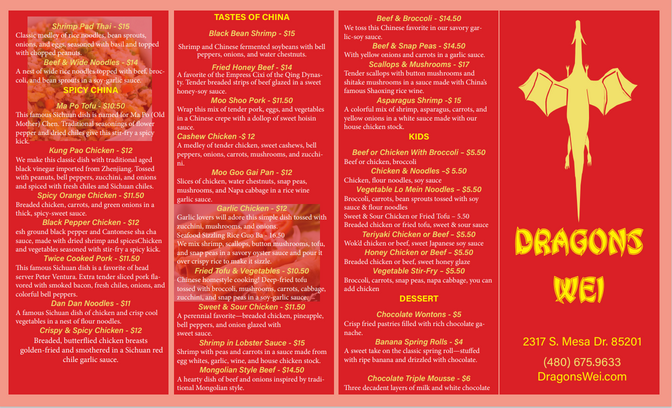 Shrimp Pad Thai - $15
Classic medley of rice noodles, bean sprouts,
onions, and eggs, seasoned with basil and topped
with chopped peanuts.
Beef & Wide Noodles - $14
A nest of wide rice noodles topped with beef, broc-
coli, and bean sprouts in a soy garlic sauce.
SPICY CHINA
Ma Po Tofu -$10.50
This famous Sichuan dish is named for Ma Po (Old
Mother) Chen. Traditional seasonings of flower
pepper and dried chiles give this stir-fry a spicy
kick.
Kung Pao Chicken - $12
We make this classic dish with traditional aged
black vinegar imported from Zhenjiang. Tossed
with peanuts, bell peppers, zucchini, and onions
and spiced with fresh chiles and Sichuan chiles.
Spicy Orange Chicken - $11.50
Breaded chicken, carrots, and green onions in a
thick, spicy-sweet sauce.
Black Pepper Chicken - $12
esh ground black pepper and Cantonese sha cha
sauce, made with dried shrimp and spicesChicken
and vegetables seasoned with stir-fry a spicy kick.
Twice Cooked Pork - $11.50
This famous Sichuan dish is a favorite of head
server Peter Ventura. Extra tender sliced pork fla-
vored with smoked bacon, fresh chiles, onions, and
colorful bell peppers.
Dan Dan Noodles - $11
A famous Sichuan dish of chicken and crisp cool
vegetables in a nest of flour noodles.
Crispy & Spicy Chicken - $12
Breaded, butterflied chicken breasts
golden-fried and smothered in a Sichuan red
chile garlic sauce.
TASTES OF CHINA
Black Bean Shrimp - $15
Shrimp and Chinese fermented soybeans with bell
peppers, onions, and water chestnuts.
Fried Honey Beef - $14
A favorite of the Empress Cixi of the Qing Dynas-
ty. Tender breaded strips of beef glazed in a sweet
honey-soy sauce.
Moo Shoo Pork - $11.50
Wrap this mix of tender pork, eggs, and vegetables
in a Chinese crepe with a dollop of sweet hoisin
sauce.
Cashew Chicken -$ 12
A medley of tender chicken, sweet cashews, bell
peppers, onions, carrots, mushrooms, and zucchi-
ni.
Moo Goo Gai Pan - $12
Slices of chicken, water chestnuts, snap peas,
mushrooms, and Napa cabbage in a rice wine
garlic sauce.
Garlic Chicken - $12
Garlic lovers will adore this simple dish tossed with
zucchini, mushrooms, and onions.
Seafood Sizzling Rice Guo Ba - 16.50
We mix shrimp, scallops, button mushrooms, tofu,
and snap peas in a savory oyster sauce and pour it
over crispy rice to make it sizzle.
Fried Tofu & Vegetables - $10.50
Chinese homestyle cooking! Deep-fried tofu
tossed with broccoli, mushrooms, carrots, cabbage,
zucchini, and snap peas in a soy-garlic sauce.
Sweet & Sour Chicken - $11.50
A perennial favorite—breaded chicken, pineapple,
bell peppers, and onion glazed with
sweet sauce.
Shrimp in Lobster Sauce - $15
Shrimp with peas and carrots in a sauce made from
egg whites, garlic, wine, and house chicken stock.
Mongolian Style Beef - $14.50
A hearty dish of beef and onions inspired by tradi-
tional Mongolian style.
Beef & Broccoli - $14.50
We toss this Chinese favorite in our savory gar-
lic-soy sauce.
Beef & Snap Peas - $14.50
With yellow onions and carrots in a garlic sauce.
Scallops & Mushrooms - $17
Tender scallops with button mushrooms and
shitake mushrooms in a sauce made with China's
famous Shaoxing rice wine.
Asparagus Shrimp -$ 15
A colorful mix of shrimp, asparagus, carrots, and
yellow onions in a white sauce made with our
house chicken stock.
KIDS
Beef or Chicken With Broccoli – $5.50
Beef or chicken, broccoli
Chicken & Noodles -$ 5.50
Chicken, flour noodles, soy sauce
Vegetable Lo Mein Noodles – $5.50
Broccoli, carrots, bean sprouts tossed with soy
sauce & flour noodles
Sweet & Sour Chicken or Fried Tofu – 5.50
Breaded chicken or fried tofu, sweet & sour sauce
Teriyaki Chicken or Beef – $5.50
Wok'd chicken or beef, sweet Japanese soy sauce
Honey Chicken or Beef – $5.50
Breaded chicken or beef, sweet honey glaze
Vegetable Stir-Fry – $5.50
Broccoli, carrots, snap peas, napa cabbage, you can
add chicken
DESSERT
Chocolate Wontons - $5
Crisp fried pastries filled with rich chocolate ga-
nache.
Banana Spring Rolls - $4
A sweet take on the classic spring roll—stuffed
with ripe banana and drizzled with chocolate.
Chocolate Triple Mousse - $6
Three decadent layers of milk and white chocolate
DRAGONS
WEI
2317 S. Mesa Dr. 85201
(480) 675.9633
DragonsWei.com